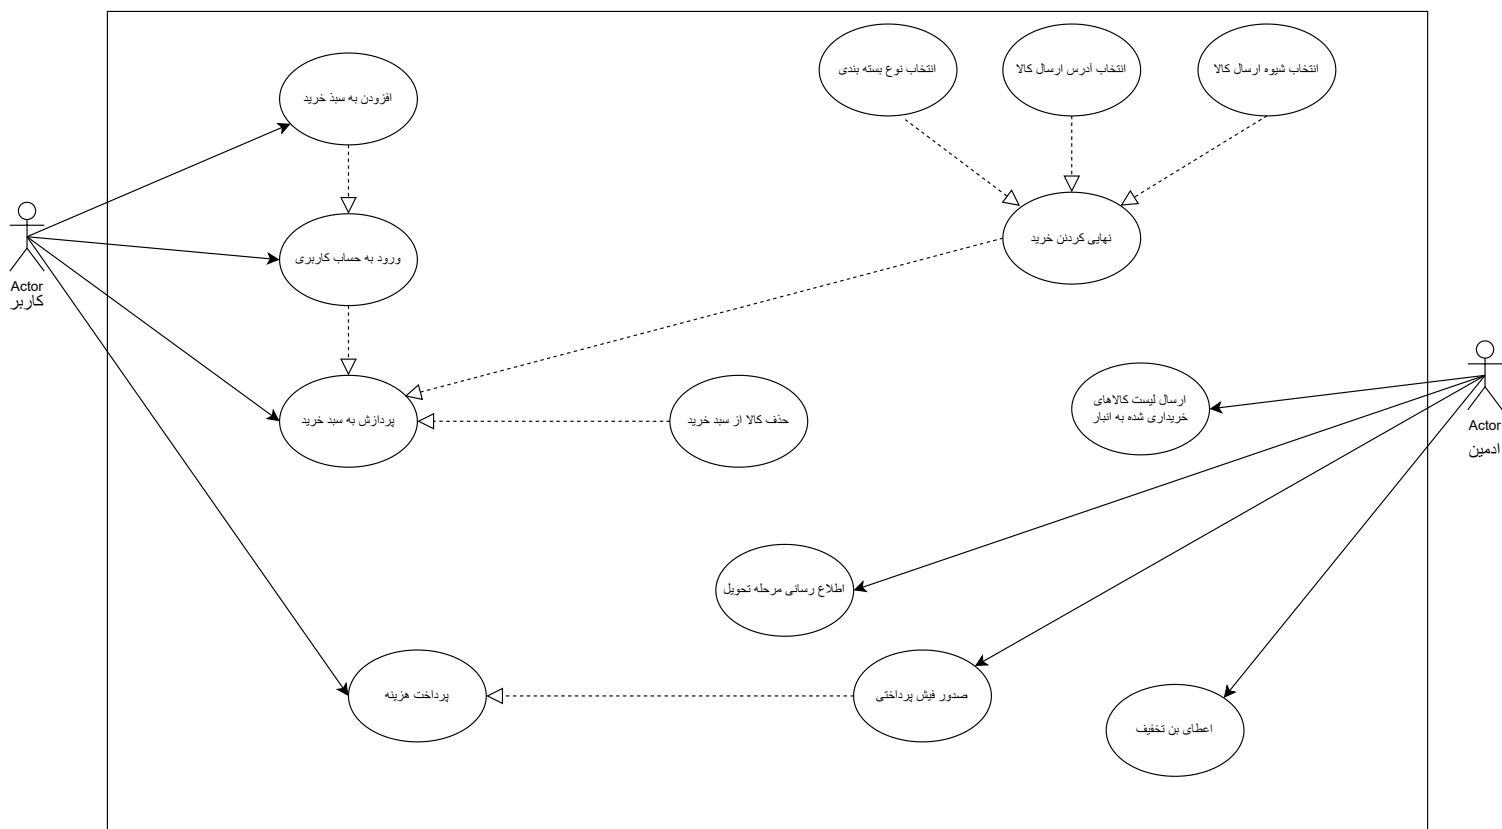 انتخاب شیوه ارسال کالا
انتخاب آدرس ارسال کالا
انتخاب نوع بسته بندی
افزودن به سبذ خرید
نهایی کردنن خرید
ورود به حساب کاربری
Actor
کاربر
ارسال لیست کالاهای
خریداری شده به انبار
حذف کالا از سبد خرید
پردازش به سبد خرید
Actor
ادمین
اطلاع رسانی مرحله تحویل
صدور فیش پرداختی
پرداخت هزینه
اعطای بن تخفیف